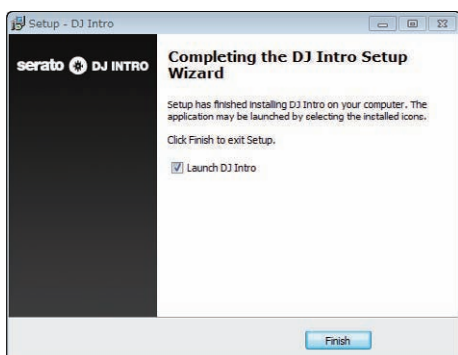 Setup - DJ Intro
serato DJ INTRO
Completing the DJ Intro Setup
Wizard
Setup has finished installing DJ Intro on your computer. The
application may be launched by selecting the installed icons.
Click Finish to exit Setup.
Launch DJ Intro
Finish